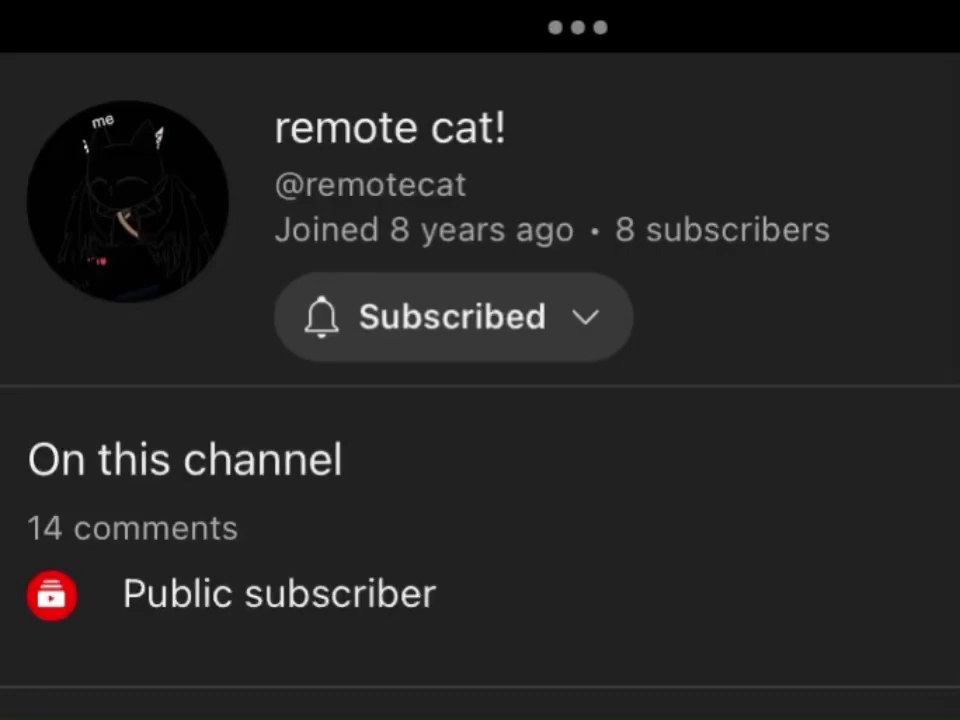 me
remote cat!
@remotecat
Joined 8 years ago • 8 subscribers
Subscribed
On this channel
14 comments
Public subscriber